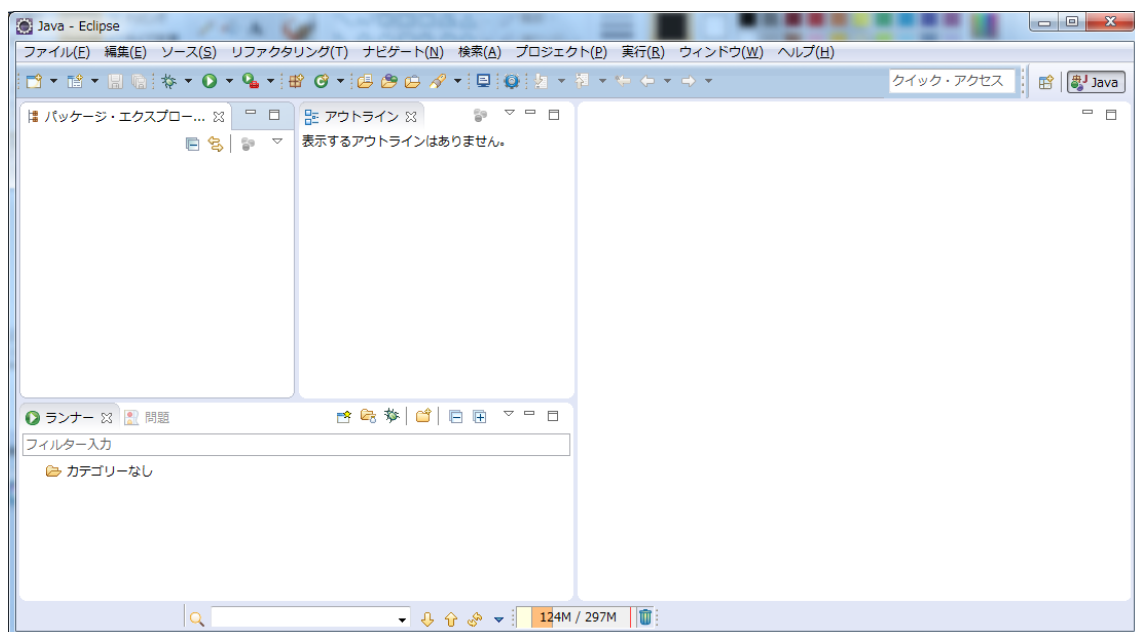 Java - Eclipse
ファイル(F) 編集(E) ソース(S) リファクタリング(T) ナビゲート(N) 検索(A) プロジェクト(P) 実行(R) ウィンドウ(W) ヘルプ(H)
クイック・アクセス Java
パッケージ・エクスプロー... アウトライン
表示するアウトラインはありません。
ランナー 問題
フィルター入力
カテゴリーなし
124M / 297M